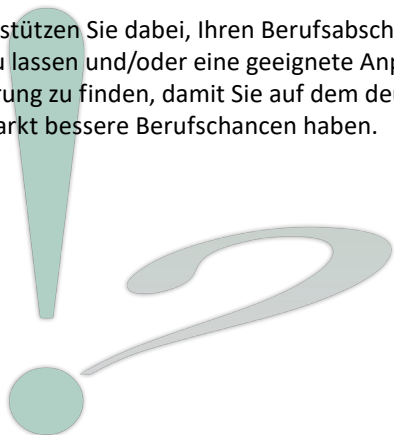 stützen Sie dabei, Ihren Berufsabsch
u lassen und/oder eine geeignete Anp
rung zu finden, damit Sie auf dem deu
arkt bessere Berufschancen haben.